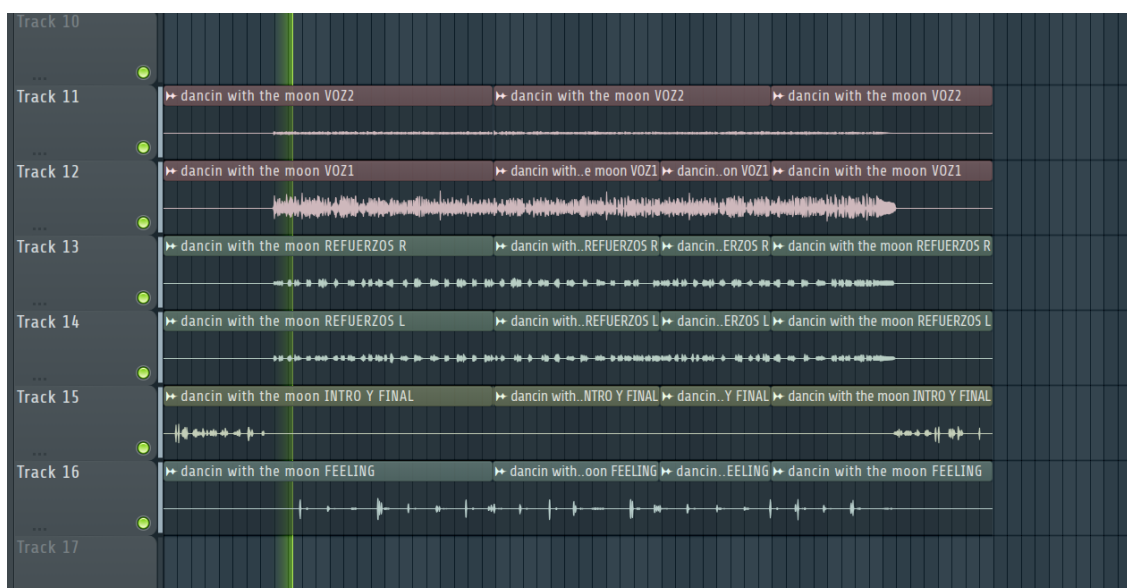 Track 10
Track 11
dancin with the moon VOZ2
dancin with the moon VOZ2
dancin with the moon VOZ2
Track 12
dancin with the moon VOZ1
dancin with..e moon VOZ1
dancin..on VOZ1
dancin with the moon VOZ1
Track 13
dancin with the moon REFUERZOS R
dancin with..REFUERZOS R
dancin..ERZOS R
dancin with the moon REFUERZOS R
Track 14
dancin with the moon REFUERZOS L
dancin with..REFUERZOS L
dancin..ERZOS L
dancin with the moon REFUERZOS L
Track 15
dancin with the moon INTRO Y FINAL
dancin with..NTRO Y FINAL
dancin..Y FINAL
dancin with the moon INTRO Y FINAL
Track 16
dancin with the moon FEELING
dancin with..oon FEELING
dancin..EELING
dancin with the moon FEELING
Track 17